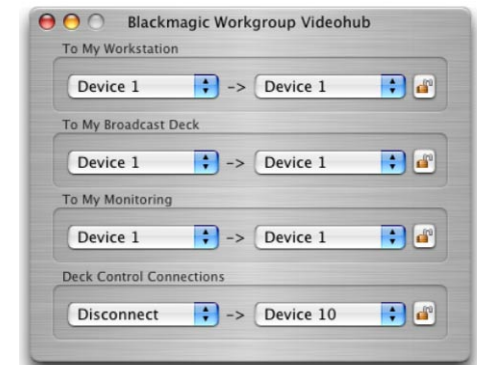 Blackmagic Workgroup Videohub
To My Workstation
Device 1 -> Device 1
To My Broadcast Deck
Device 1 -> Device 1
To My Monitoring
Device 1 -> Device 1
Deck Control Connections
Disconnect -> Device 10